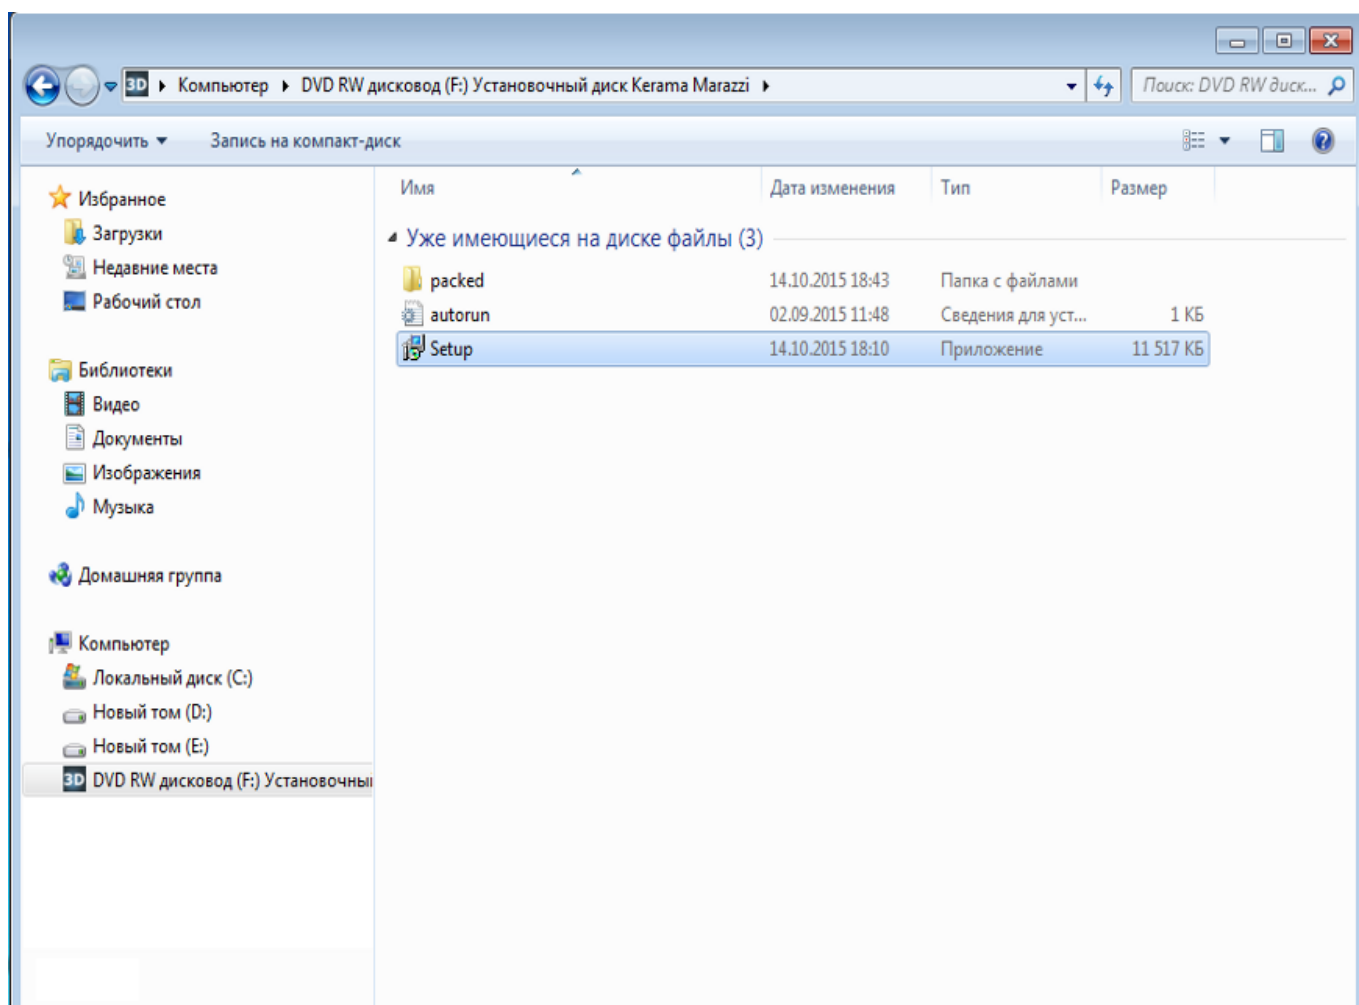 3D Компьютер DVD RW дисковод (F:) Установочный диск Kerama Marazzi
Поиск: DVD RW диск...
Упорядочить Запись на компакт-диск
Имя Дата изменения Тип Размер
Уже имеющиеся на диске файлы (3)
packed 14.10.2015 18:43 Папка с файлами
autorun 02.09.2015 11:48 Сведения для уст... 1 КБ
Setup 14.10.2015 18:10 Приложение 11 517 КБ
Избранное
Загрузки
Недавние места
Рабочий стол
Библиотеки
Видео
Документы
Изображения
Музыка
Домашняя группа
Компьютер
Локальный диск (C:)
Новый том (D:)
Новый том (E:)
3D DVD RW дисковод (F:) Установочны